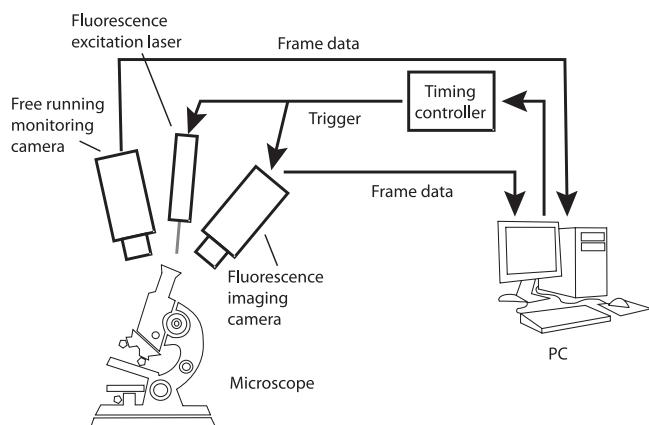 Fluorescence
excitation laser
Frame data
Free running
monitoring
camera
Timing
controller
Trigger
Frame data
Fluorescence
imaging
camera
PC
Microscope